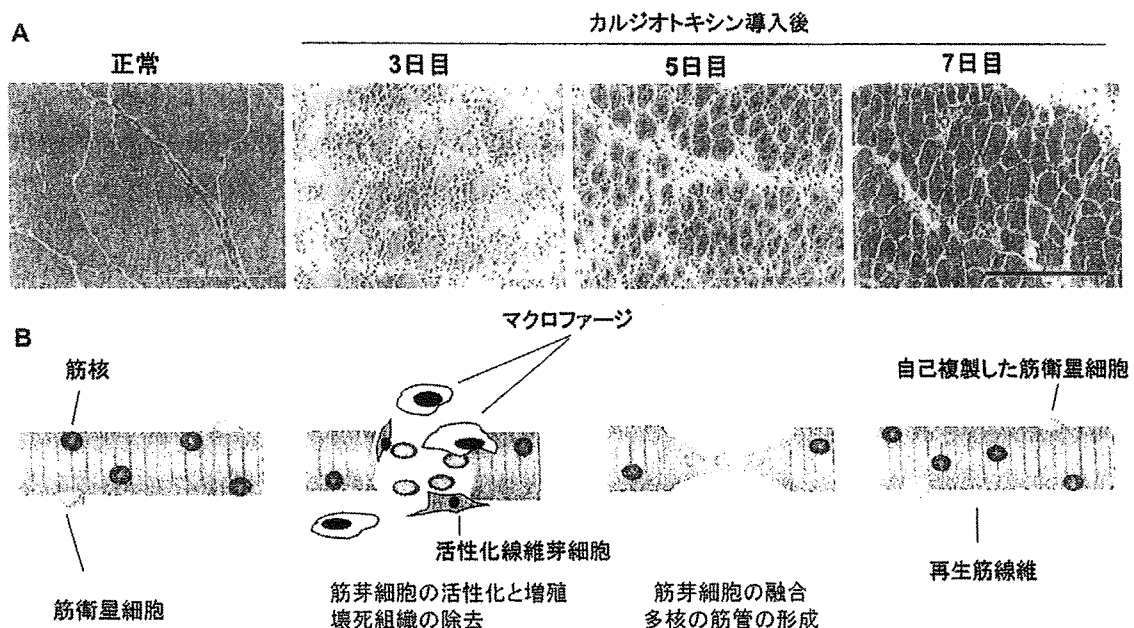 カルジオトキシン導入後
A
正常
3日目
5日目
7日目
マクロファージ
B
筋核
自己複製した筋衛星細胞
活性化線維芽細胞
再生筋線維
筋衛星細胞
筋芽細胞の活性化と増殖
壊死組織の除去
筋芽細胞の融合
多核の筋管の形成